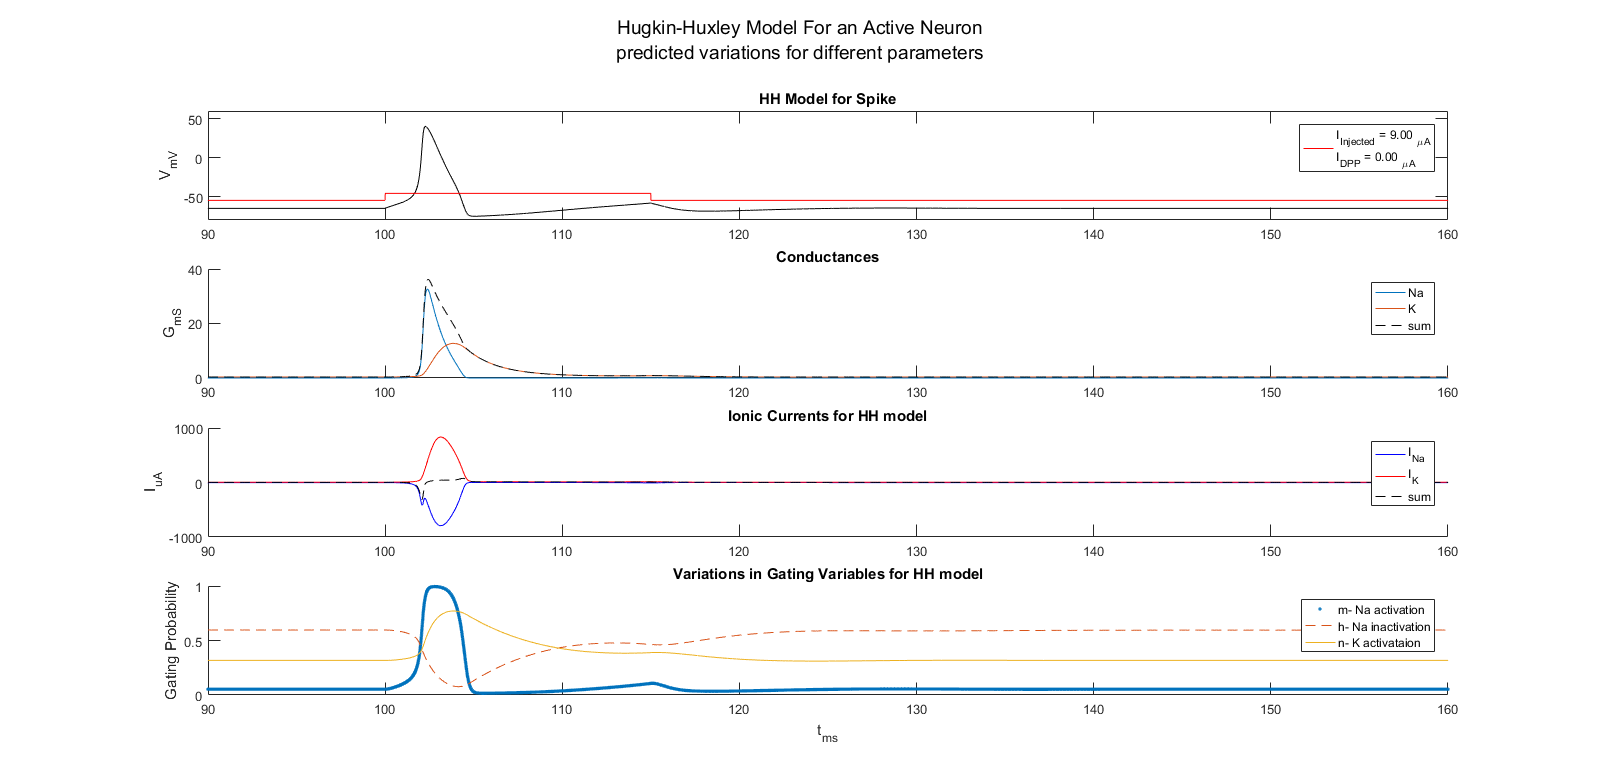 Hugkin-Huxley Model For an Active Neuron
predicted variations for different parameters
HH Model for Spike
V_mV
50
0
-50
I_Injected = 9.00 μA
I_DPP = 0.00 μA
90 100 110 120 130 140 150 160
Conductances
G_mS
40
20
0
Na
K
sum
90 100 110 120 130 140 150 160
Ionic Currents for HH model
I_uA
1000
0
-1000
I_Na
I_K
sum
90 100 110 120 130 140 150 160
Variations in Gating Variables for HH model
Gating Probability
1
0.5
0
m- Na activation
h- Na inactivation
n- K activataion
90 100 110 120 130 140 150 160
t_ms